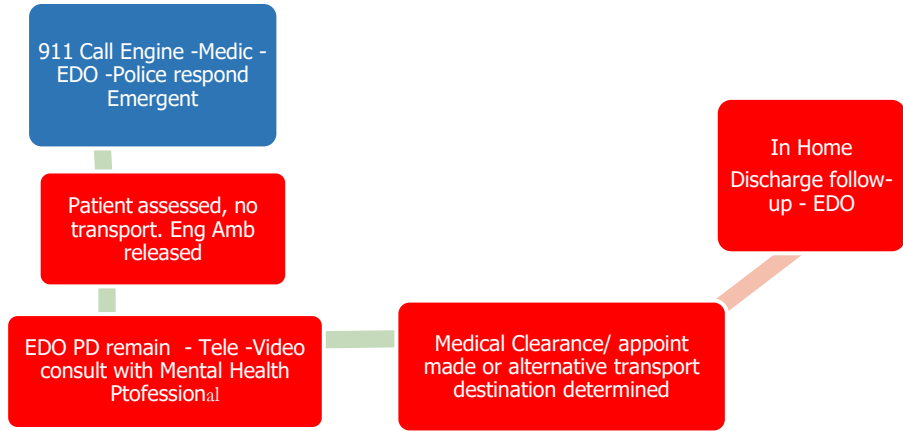 911 Call Engine -Medic -
EDO -Police respond
Emergent
Patient assessed, no
transport. Eng Amb
released
EDO PD remain - Tele -Video
consult with Mental Health
Ptofessional
Medical Clearance/ appoint
made or alternative transport
destination determined
In Home
Discharge follow-
up - EDO